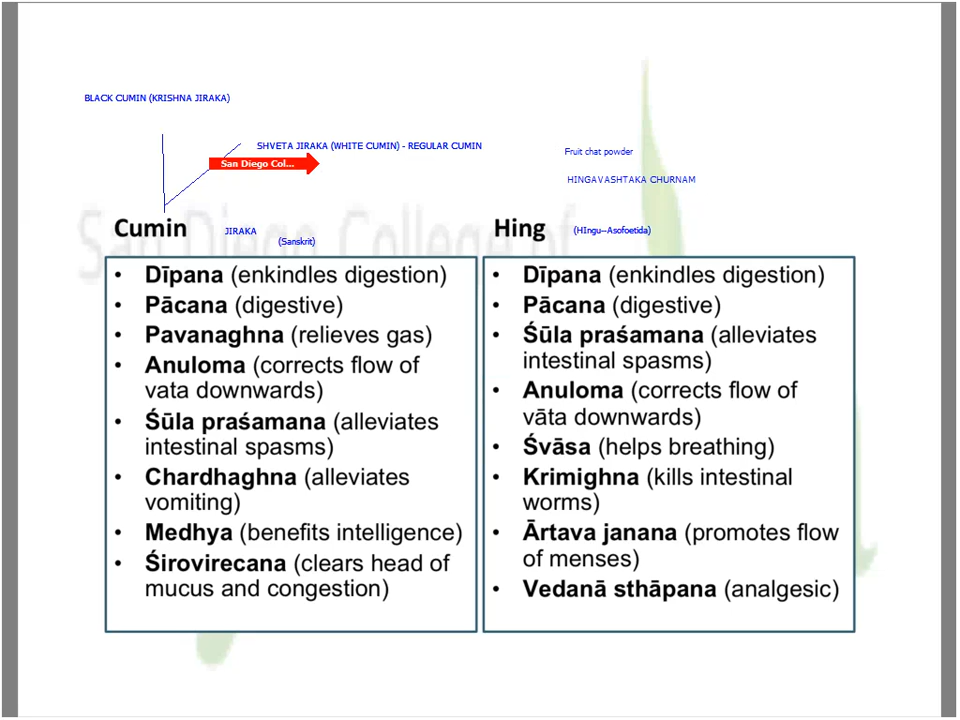 BLACK CUMIN (KRISHNA JIRAKA)
SHVETA JIRAKA (WHITE CUMIN) - REGULAR CUMIN
San Diego Col...
Fruit chat powder
HINGAVASHTAKA CHURNAM
San Diego College of
Cumin
JIRAKA
(Sanskrit)
• Dīpana (enkindles digestion)
• Pācana (digestive)
• Pavanaghna (relieves gas)
• Anuloma (corrects flow of
vata downwards)
• Śūla praśamana (alleviates
intestinal spasms)
• Chardhaghna (alleviates
vomiting)
• Medhya (benefits intelligence)
• Śirovirecana (clears head of
mucus and congestion)
Hing
(HIngu--Asofoetida)
• Dīpana (enkindles digestion)
• Pācana (digestive)
• Śūla praśamana (alleviates
intestinal spasms)
• Anuloma (corrects flow of
vāta downwards)
• Śvāsa (helps breathing)
• Krimighna (kills intestinal
worms)
• Ārtava janana (promotes flow
of menses)
• Vedanā sthāpana (analgesic)